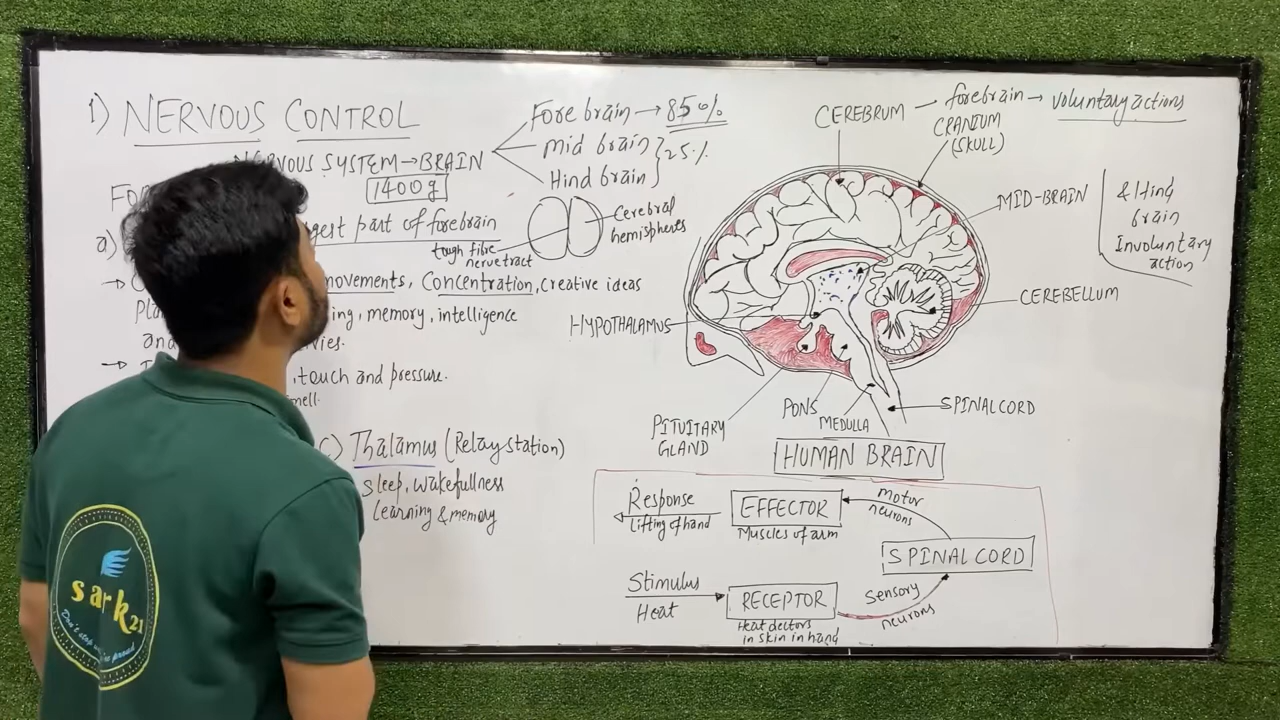 1) NERVOUS CONTROL
NERVOUS SYSTEM → BRAIN
1400g
Fore brain → 85%
mid brain } 25%
Hind brain
a)
gest part of forebrain
Cerebral
hemispheres
tough fibre
nerve tract
→
movements, Concentration, creative ideas
ing, memory, intelligence
and
→
, touch and pressure.
mell.
c) Thalamus (Relay station)
sleep, wakefullness
learning & memory
CEREBRUM → forebrain → voluntary actions
CRANIUM
(SKULL)
MID-BRAIN
& Hind
brain
Involuntary
action
CEREBELLUM
HYPOTHALAMUS
PITUITARY
GLAND
PONS
MEDULLA
SPINAL CORD
HUMAN BRAIN
Response
Lifting of hand
EFFECTOR
Muscles of arm
motor
neurons
SPINAL CORD
Stimulus
Heat
RECEPTOR
Heat dectors
in skin in hand
sensory
neurons
sark21